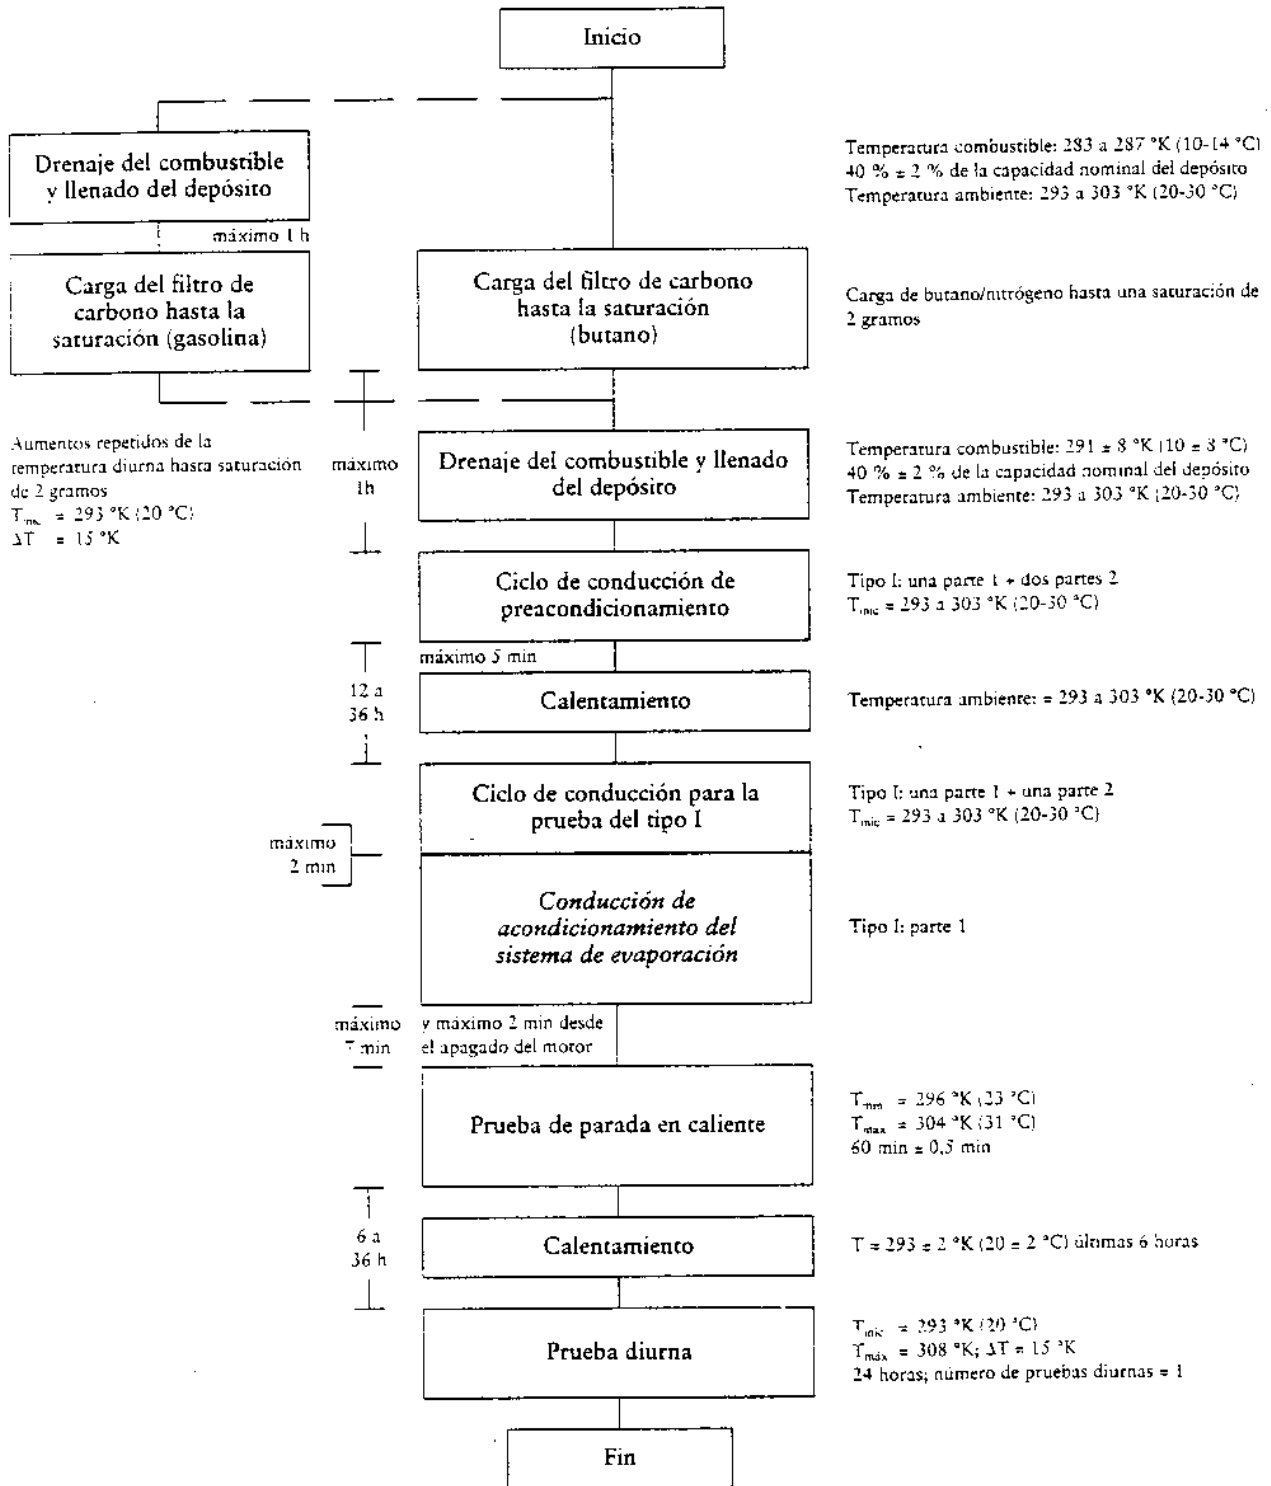 Inicio
Drenaje del combustible
y llenado del depósito
Temperatura combustible: 283 a 287 °K (10-14 °C)
40 % ± 2 % de la capacidad nominal del depósito
Temperatura ambiente: 293 a 303 °K (20-30 °C)
máximo 1 h
Carga del filtro de
carbono hasta la
saturación (gasolina)
Carga del filtro de carbono
hasta la saturación
(butano)
Carga de butano/nitrógeno hasta una saturación de
2 gramos
Aumentos repetidos de la
temperatura diurna hasta saturación
de 2 gramos
T = 293 °K (20 °C)
ΔT = 15 °K
máximo
1h
Drenaje del combustible y llenado
del depósito
Temperatura combustible: 291 ± 8 °K (10 ± 8 °C)
40 % ± 2 % de la capacidad nominal del depósito
Temperatura ambiente: 293 a 303 °K (20-30 °C)
Ciclo de conducción de
preacondicionamiento
Tipo I: una parte 1 + dos partes 2
Tinic = 293 a 303 °K (20-30 °C)
máximo 5 min
12 a
36 h
Calentamiento
Temperatura ambiente: = 293 a 303 °K (20-30 °C)
Ciclo de conducción para la
prueba del tipo I
Tipo I: una parte 1 + una parte 2
Tinic = 293 a 303 °K (20-30 °C)
máximo
2 min
Conducción de
acondicionamiento del
sistema de evaporación
Tipo I: parte 1
máximo
7 min
y máximo 2 min desde
el apagado del motor
Prueba de parada en caliente
Tmin = 296 °K (23 °C)
Tmax = 304 °K (31 °C)
60 min ± 0,5 min
6 a
36 h
Calentamiento
T = 293 ± 2 °K (20 ± 2 °C) últimas 6 horas
Prueba diurna
Tinic = 293 °K (20 °C)
Tmáx = 308 °K; ΔT = 15 °K
24 horas; número de pruebas diurnas = 1
Fin